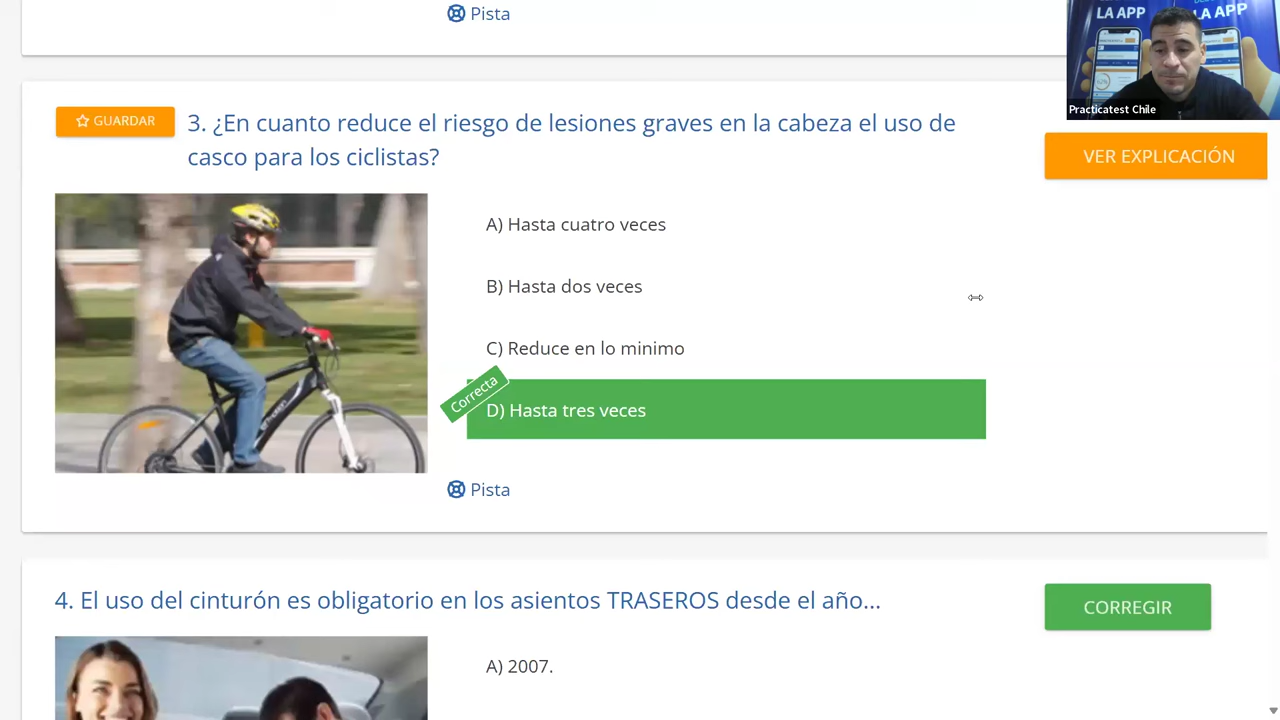 Pista
LA APP
LA APP
Practicatest Chile
GUARDAR
3. ¿En cuanto reduce el riesgo de lesiones graves en la cabeza el uso de
casco para los ciclistas?
VER EXPLICACIÓN
A) Hasta cuatro veces
B) Hasta dos veces
C) Reduce en lo minimo
Correcta
D) Hasta tres veces
Pista
4. El uso del cinturón es obligatorio en los asientos TRASEROS desde el año...
CORREGIR
A) 2007.